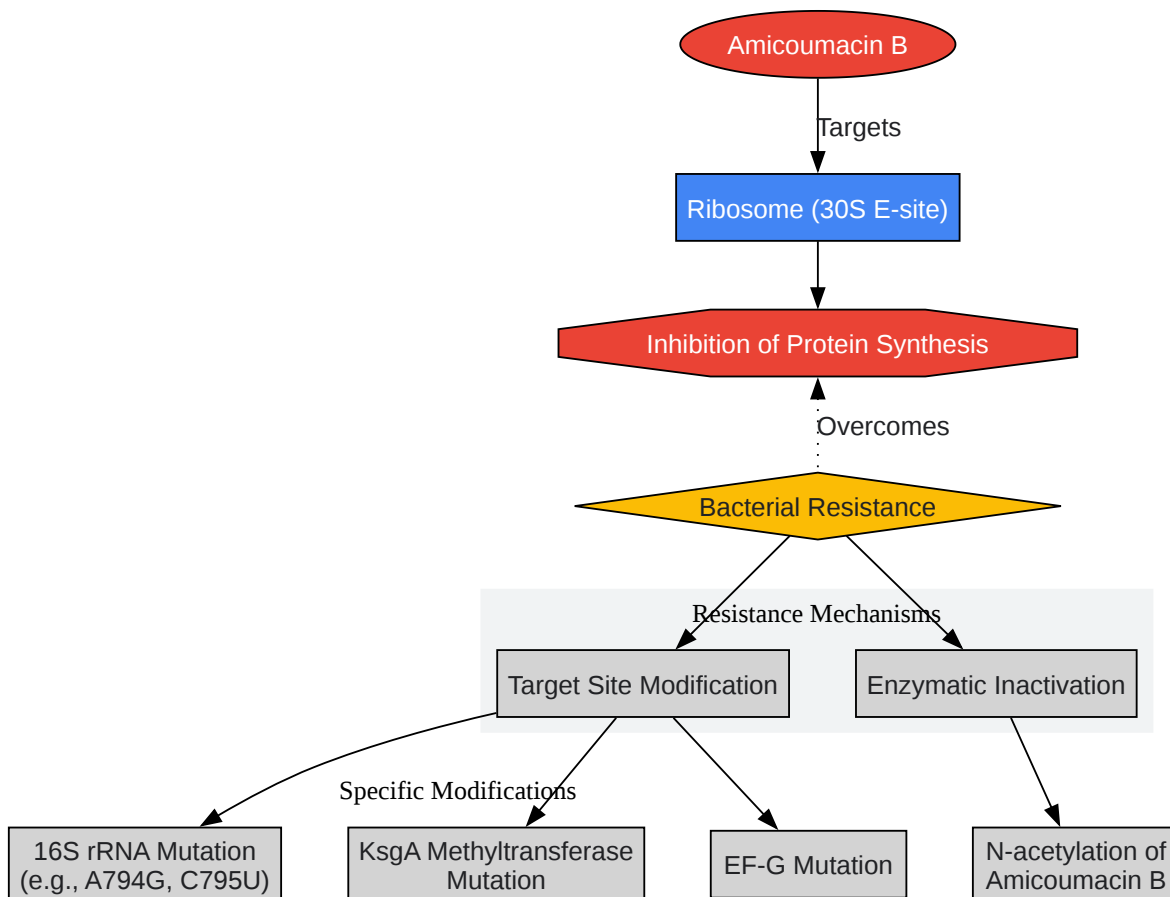 Amicoumacin B
Targets
Ribosome (30S E-site)
Inhibition of Protein Synthesis
Overcomes
Bacterial Resistance
Resistance Mechanisms
Target Site Modification
Enzymatic Inactivation
Specific Modifications
16S rRNA Mutation
(e.g., A794G, C795U)
KsgA Methyltransferase
Mutation
EF-G Mutation
N-acetylation of
Amicoumacin B